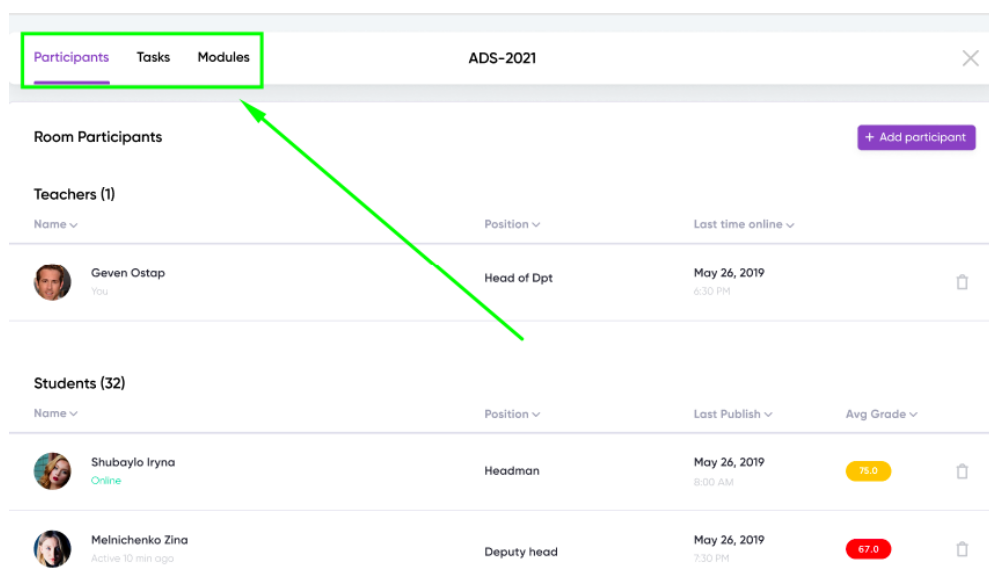 Participants Tasks Modules ADS-2021
Room Participants + Add participant
Teachers (1)
Name Position Last time online
Geven Ostap Head of Dpt May 26, 2019
You 6:30 PM
Students (32)
Name Position Last Publish Avg Grade
Shubaylo Iryna Headman May 26, 2019 75.0
Online 8:00 AM
Melnichenko Zina Deputy head May 26, 2019 67.0
Active 10 min ago 7:30 PM